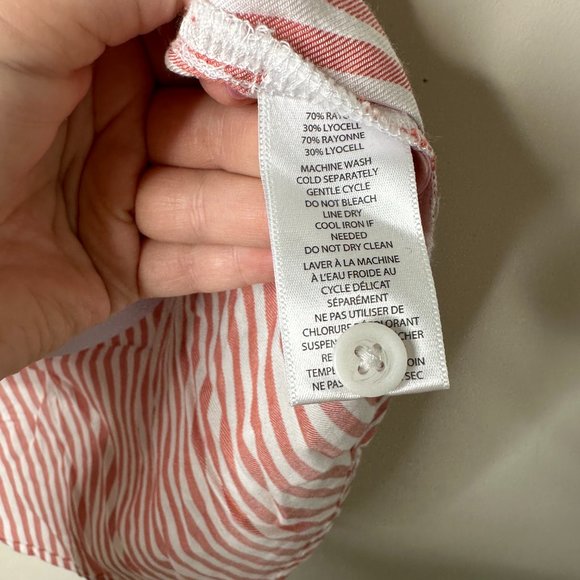 70% RAYONNE
30% LYOCELL
70% RAYONNE
30% LYOCELL
MACHINE WASH
COLD SEPARATELY
GENTLE CYCLE
DO NOT BLEACH
LINE DRY
COOL IRON IF
NEEDED
DO NOT DRY CLEAN
LAVER À LA MACHINE
À L'EAU FROIDE AU
CYCLE DÉLICAT
SÉPARÉMENT
NE PAS UTILISER DE
CHLORURE
NE PAS SEC